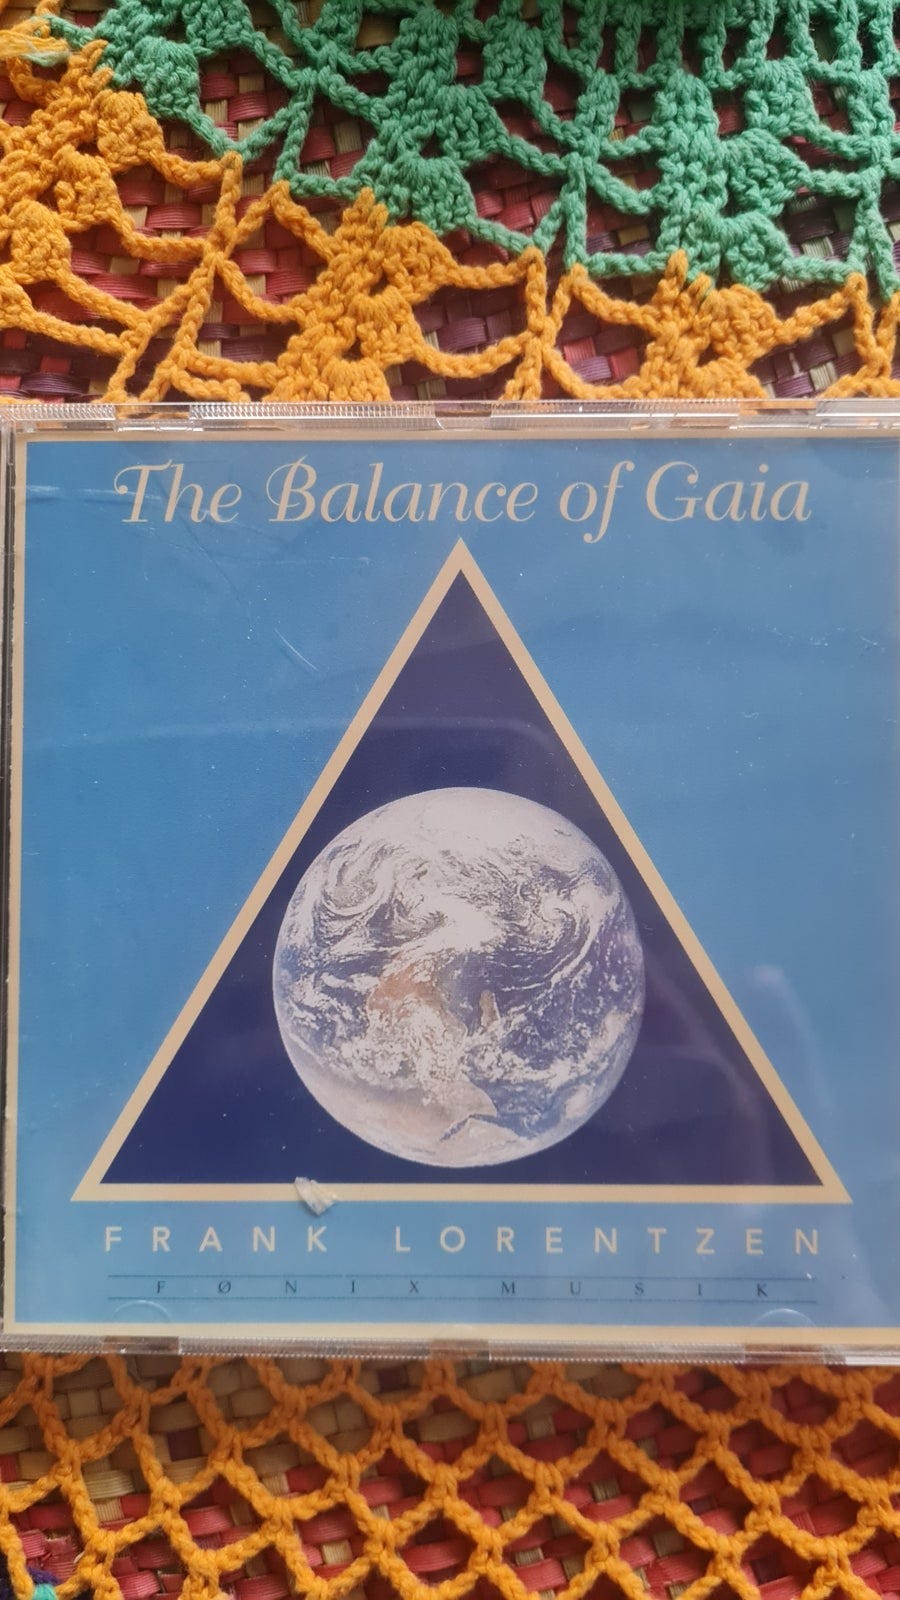 The Balance of Gaia
FRANK LORENTZEN
FØNIX MUSIK